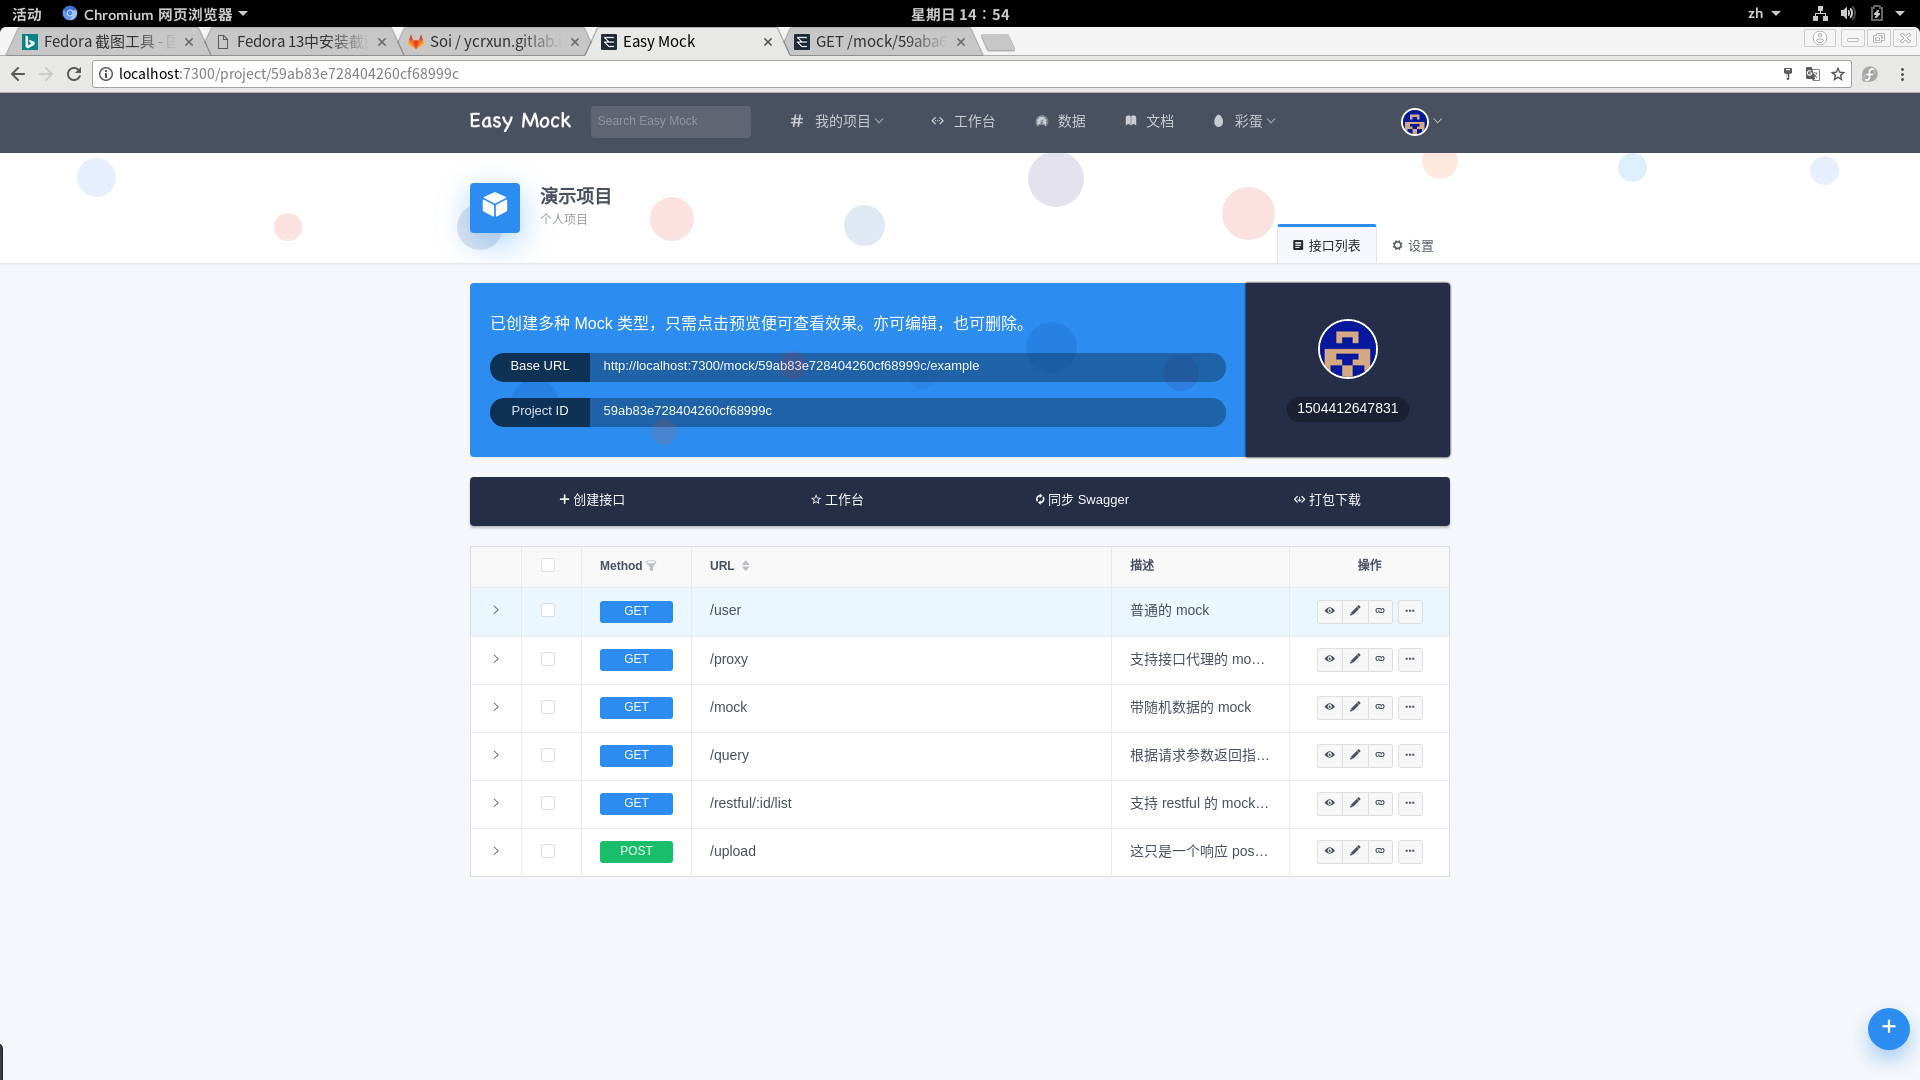 活动 Chromium 网页浏览器 星期日 14：54 zh
Fedora 截图工具 - Fedora 13中安装截 Soi / ycrxun.gitlab. Easy Mock GET /mock/59aba6
localhost:7300/project/59ab83e728404260cf68999c
Easy Mock Search Easy Mock 我的项目 工作台 数据 文档 彩蛋
演示项目
个人项目
接口列表 设置
已创建多种 Mock 类型，只需点击预览便可查看效果。亦可编辑，也可删除。
Base URL http://localhost:7300/mock/59ab83e728404260cf68999c/example
Project ID 59ab83e728404260cf68999c
1504412647831
创建接口 工作台 同步 Swagger 打包下载
Method URL 描述 操作
GET /user 普通的 mock
GET /proxy 支持接口代理的 mo…
GET /mock 带随机数据的 mock
GET /query 根据请求参数返回指…
GET /restful/:id/list 支持 restful 的 mock…
POST /upload 这只是一个响应 pos…